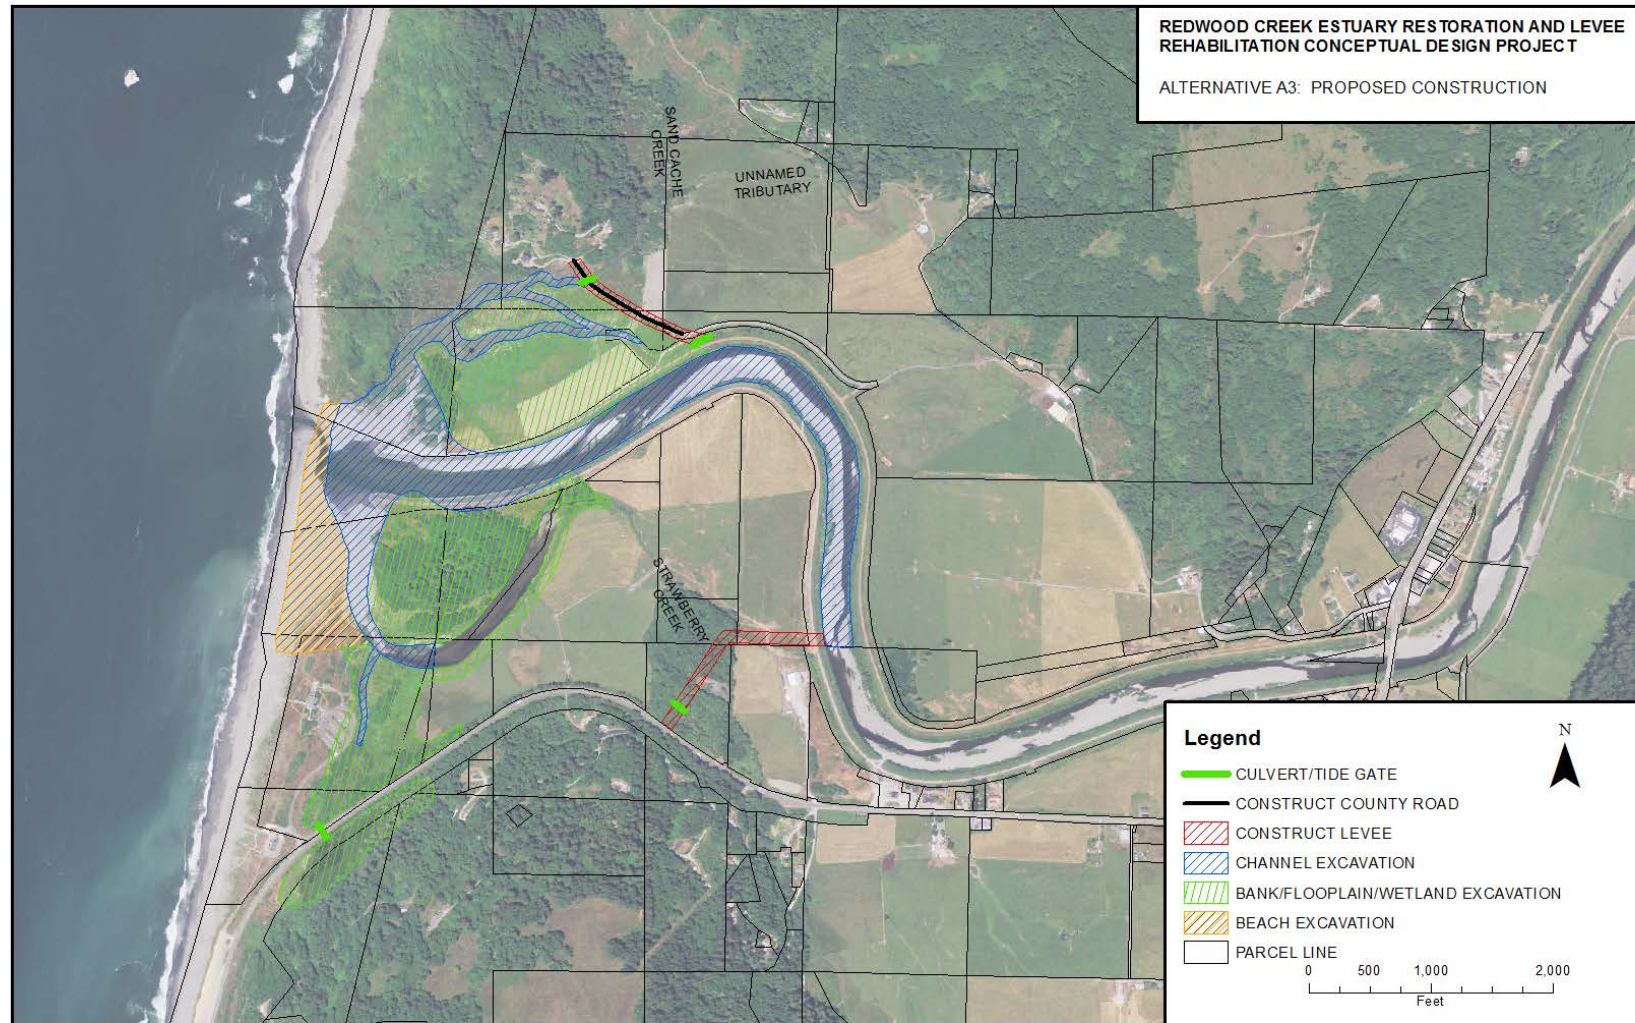 REDWOOD CREEK ESTUARY RESTORATION AND LEVEE
REHABILITATION CONCEPTUAL DESIGN PROJECT
ALTERNATIVE A3: PROPOSED CONSTRUCTION
SAND CACHE
CREEK
UNNAMED
TRIBUTARY
STRAWBERRY
CREEK
Legend
N
CULVERT/TIDE GATE
CONSTRUCT COUNTY ROAD
CONSTRUCT LEVEE
CHANNEL EXCAVATION
BANK/FLOOPLAIN/WETLAND EXCAVATION
BEACH EXCAVATION
PARCEL LINE
0 500 1,000 2,000
Feet